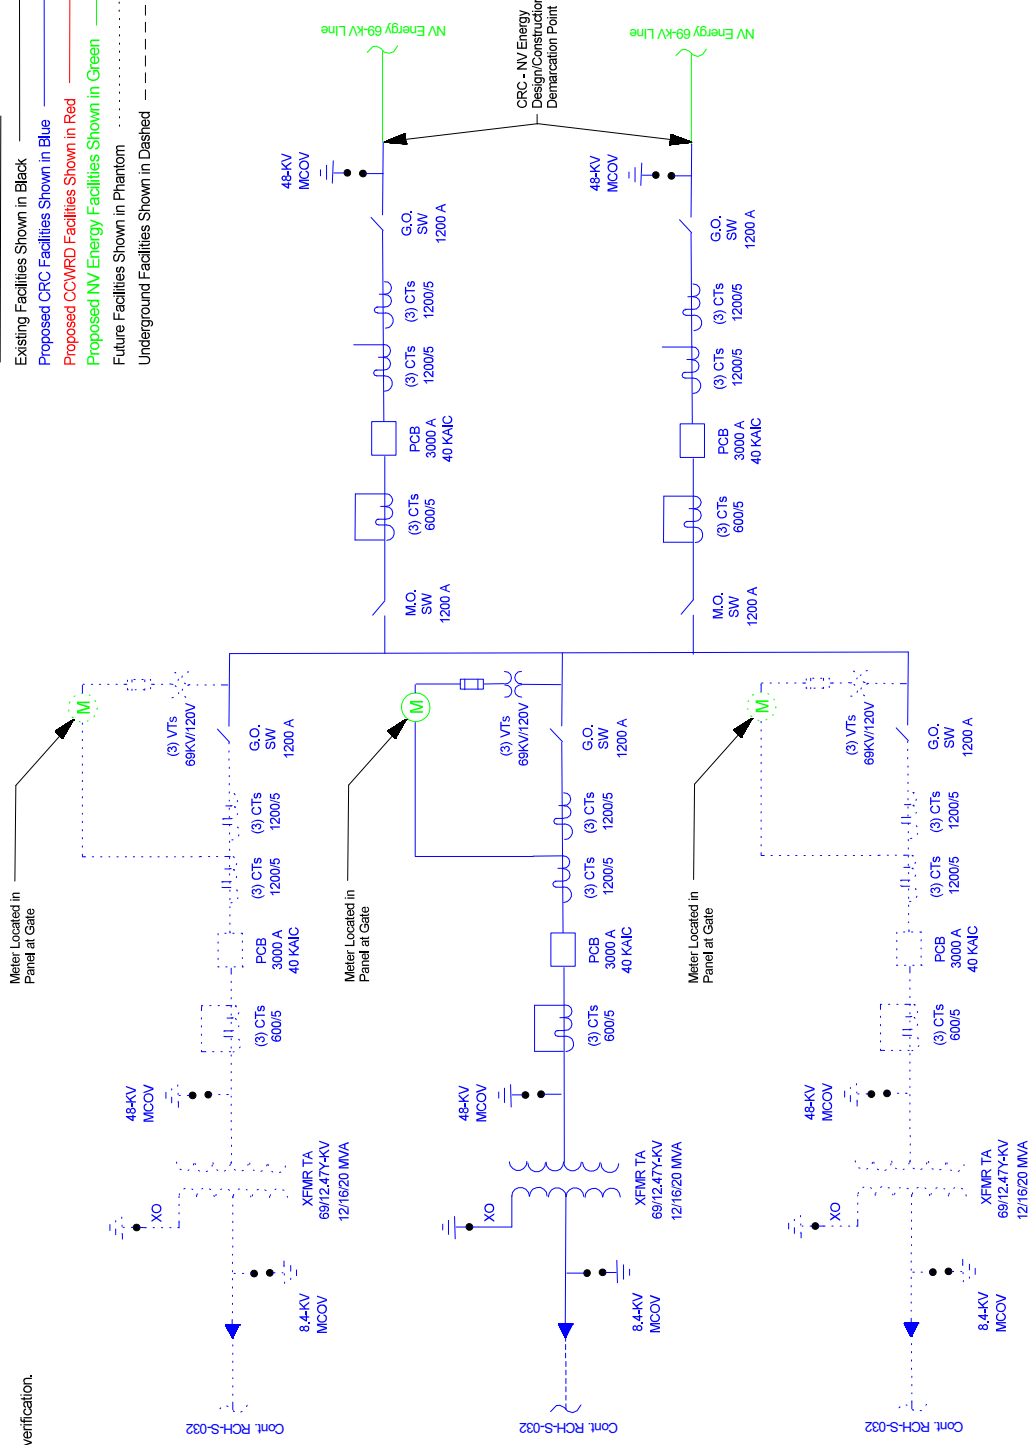 Existing Facilities Shown in Black
Proposed CRC Facilities Shown in Blue
Proposed CCWRD Facilities Shown in Red
Proposed NV Energy Facilities Shown in Green
Future Facilities Shown in Phantom
Underground Facilities Shown in Dashed
verification.
NV Energy 69-kV Line
NV Energy 69-kV Line
CRC - NV Energy
Design/Construction
Demarcation Point
48-KV
MCOV
G.O.
SW
1200 A
(3) CTs
1200/5
(3) CTs
1200/5
PCB
3000 A
40 KAIC
(3) CTs
600/5
M.O.
SW
1200 A
48-KV
MCOV
G.O.
SW
1200 A
(3) CTs
1200/5
(3) CTs
1200/5
PCB
3000 A
40 KAIC
(3) CTs
600/5
M.O.
SW
1200 A
Meter Located in
Panel at Gate
M
(3) VTs
69KV/120V
G.O.
SW
1200 A
(3) CTs
1200/5
(3) CTs
1200/5
PCB
3000 A
40 KAIC
(3) CTs
600/5
48-KV
MCOV
XO
XFMR TA
69/12.47Y-KV
12/16/20 MVA
8.4-KV
MCOV
Cont. RCH-S-032
Meter Located in
Panel at Gate
M
(3) VTs
69KV/120V
G.O.
SW
1200 A
(3) CTs
1200/5
(3) CTs
1200/5
PCB
3000 A
40 KAIC
(3) CTs
600/5
48-KV
MCOV
XO
XFMR TA
69/12.47Y-KV
12/16/20 MVA
8.4-KV
MCOV
Cont. RCH-S-032
Meter Located in
Panel at Gate
M
(3) VTs
69KV/120V
G.O.
SW
1200 A
(3) CTs
1200/5
(3) CTs
1200/5
PCB
3000 A
40 KAIC
(3) CTs
600/5
48-KV
MCOV
XO
XFMR TA
69/12.47Y-KV
12/16/20 MVA
8.4-KV
MCOV
Cont. RCH-S-032